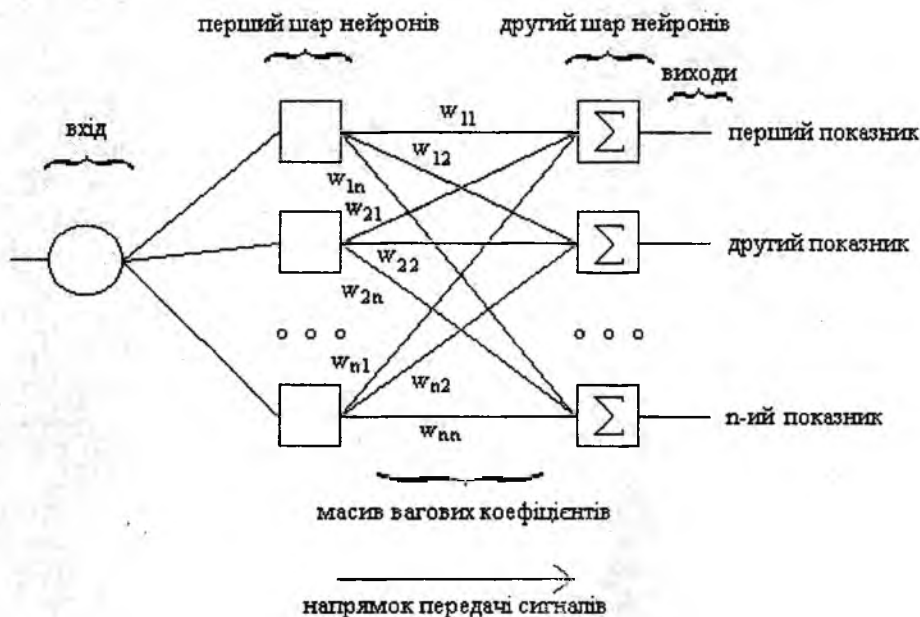 перший шар нейронів
другий шар нейронів
виходи
вхід
w11
перший показник
w12
w1n
w21
другий показник
w22
w2n
wn1
wn2
n-ий показник
wnn
масив вагових коефіцієнтів
напрямок передачі сигналів
Σ
Σ
Σ